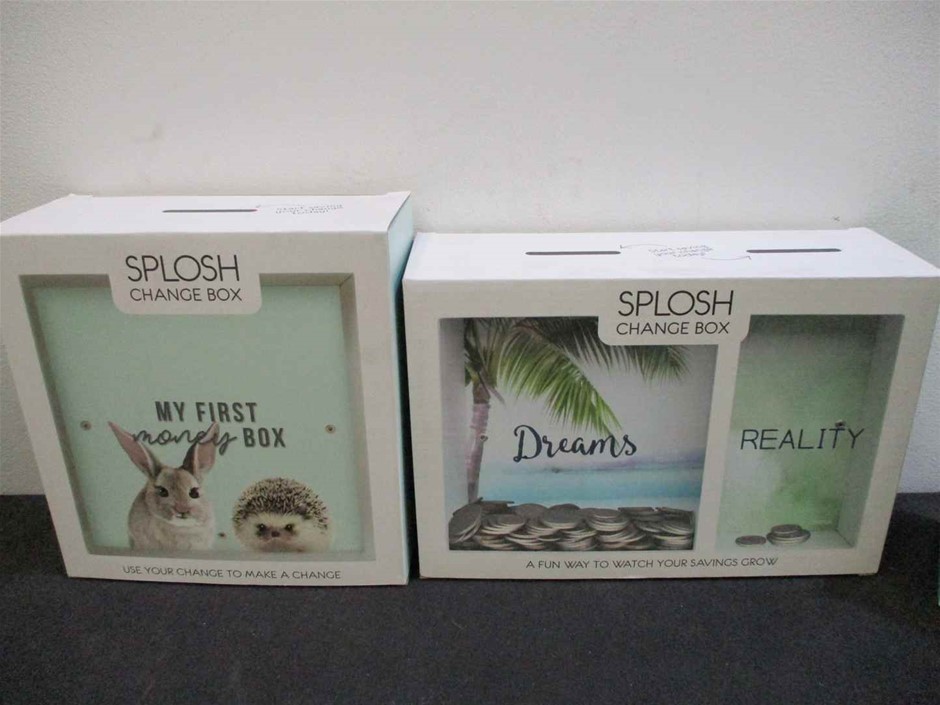 SPLOSH
CHANGE BOX
MY FIRST
money BOX
USE YOUR CHANGE TO MAKE A CHANGE
SPLOSH
CHANGE BOX
Dreams
REALITY
A FUN WAY TO WATCH YOUR SAVINGS GROW